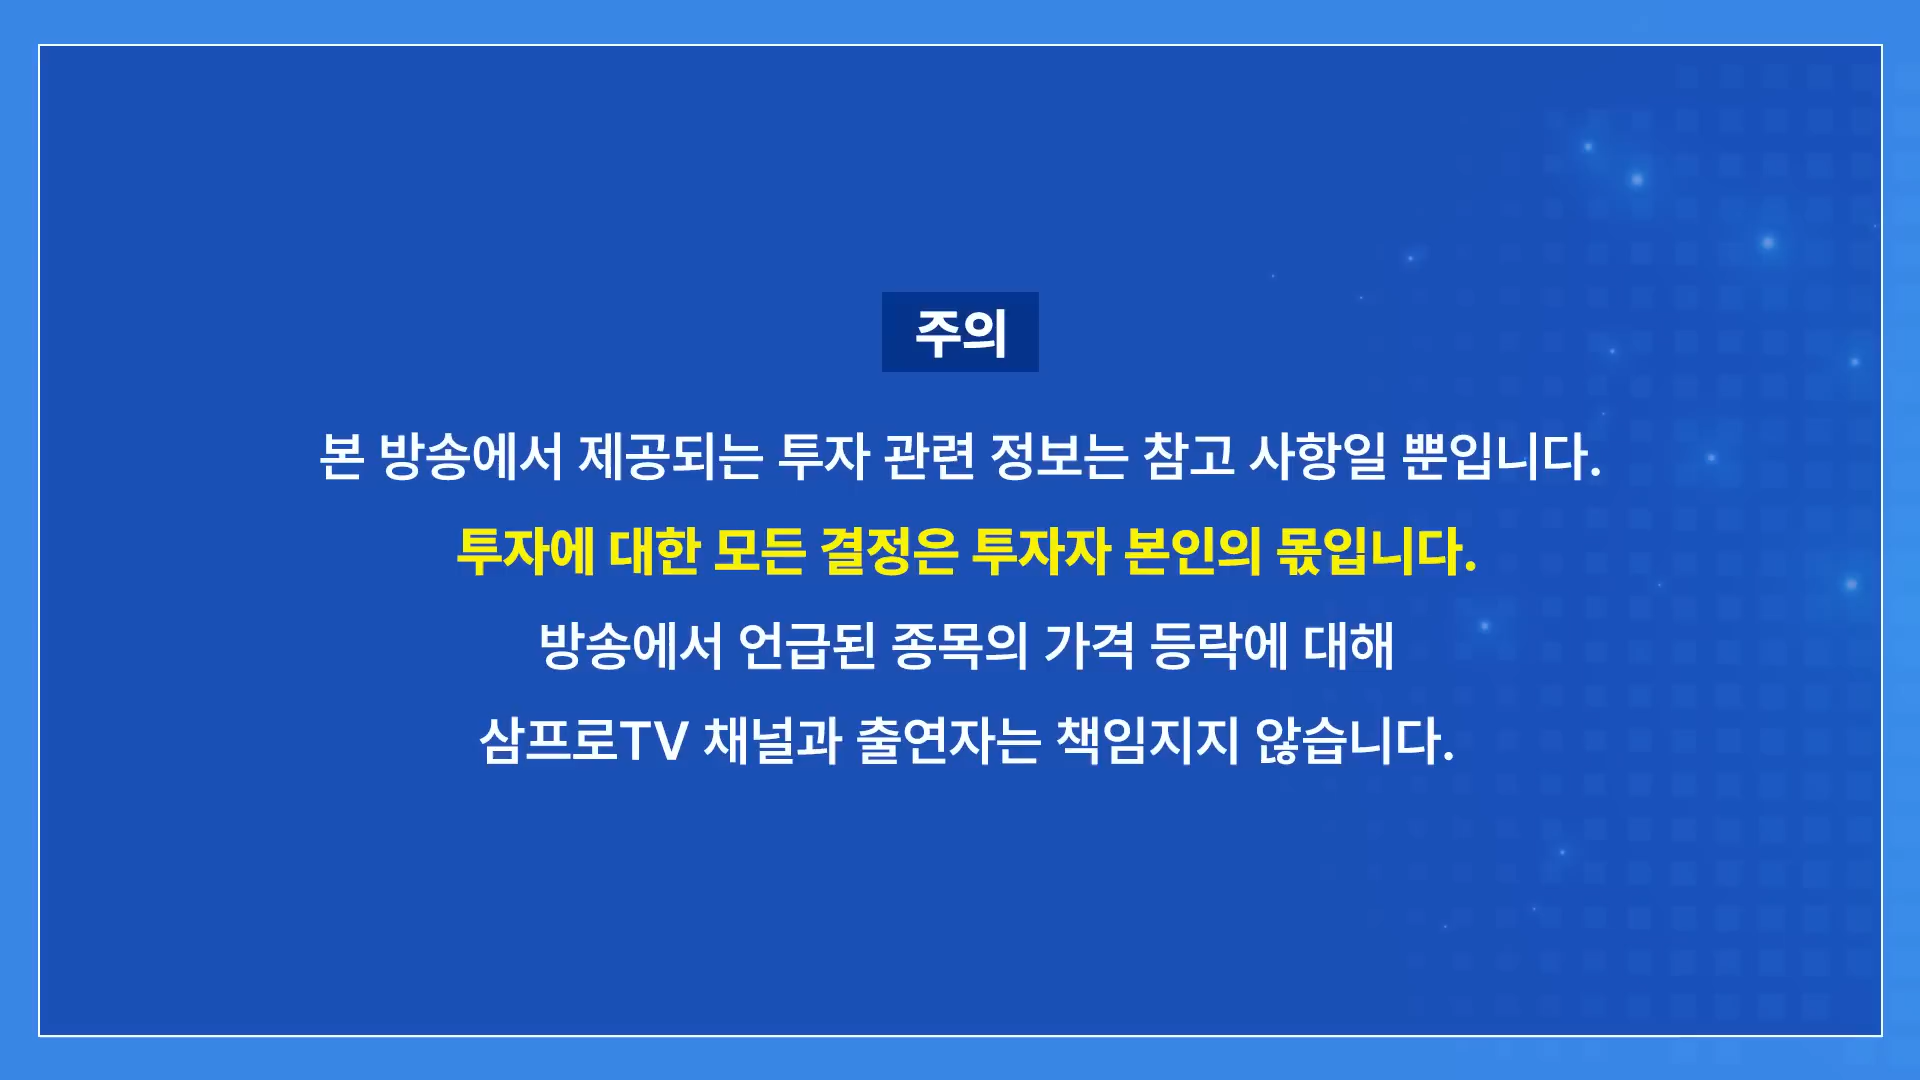 주의
본 방송에서 제공되는 투자 관련 정보는 참고 사항일 뿐입니다.
투자에 대한 모든 결정은 투자자 본인의 몫입니다.
방송에서 언급된 종목의 가격 등락에 대해
삼프로TV 채널과 출연자는 책임지지 않습니다.